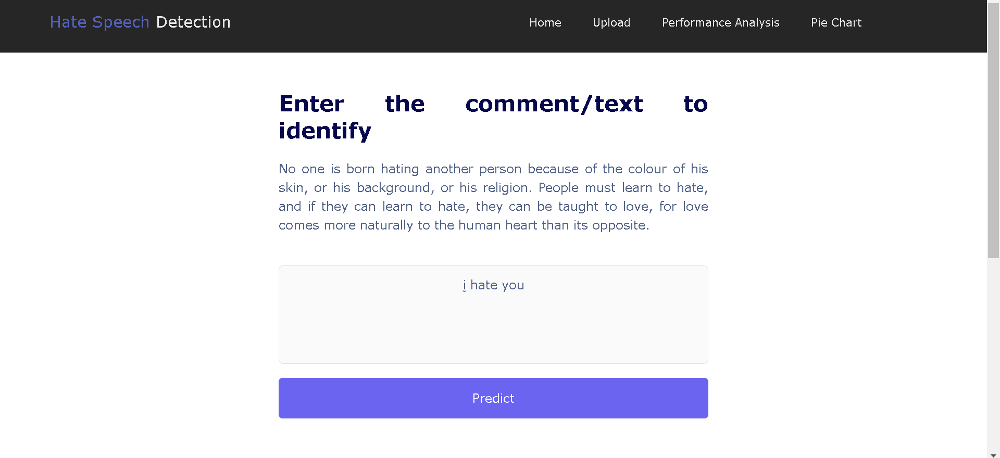 Hate Speech Detection
Home
Upload
Performance Analysis
Pie Chart
Enter the comment/text to
identify
No one is born hating another person because of the colour of his
skin, or his background, or his religion. People must learn to hate,
and if they can learn to hate, they can be taught to love, for love
comes more naturally to the human heart than its opposite.
i hate you
Predict